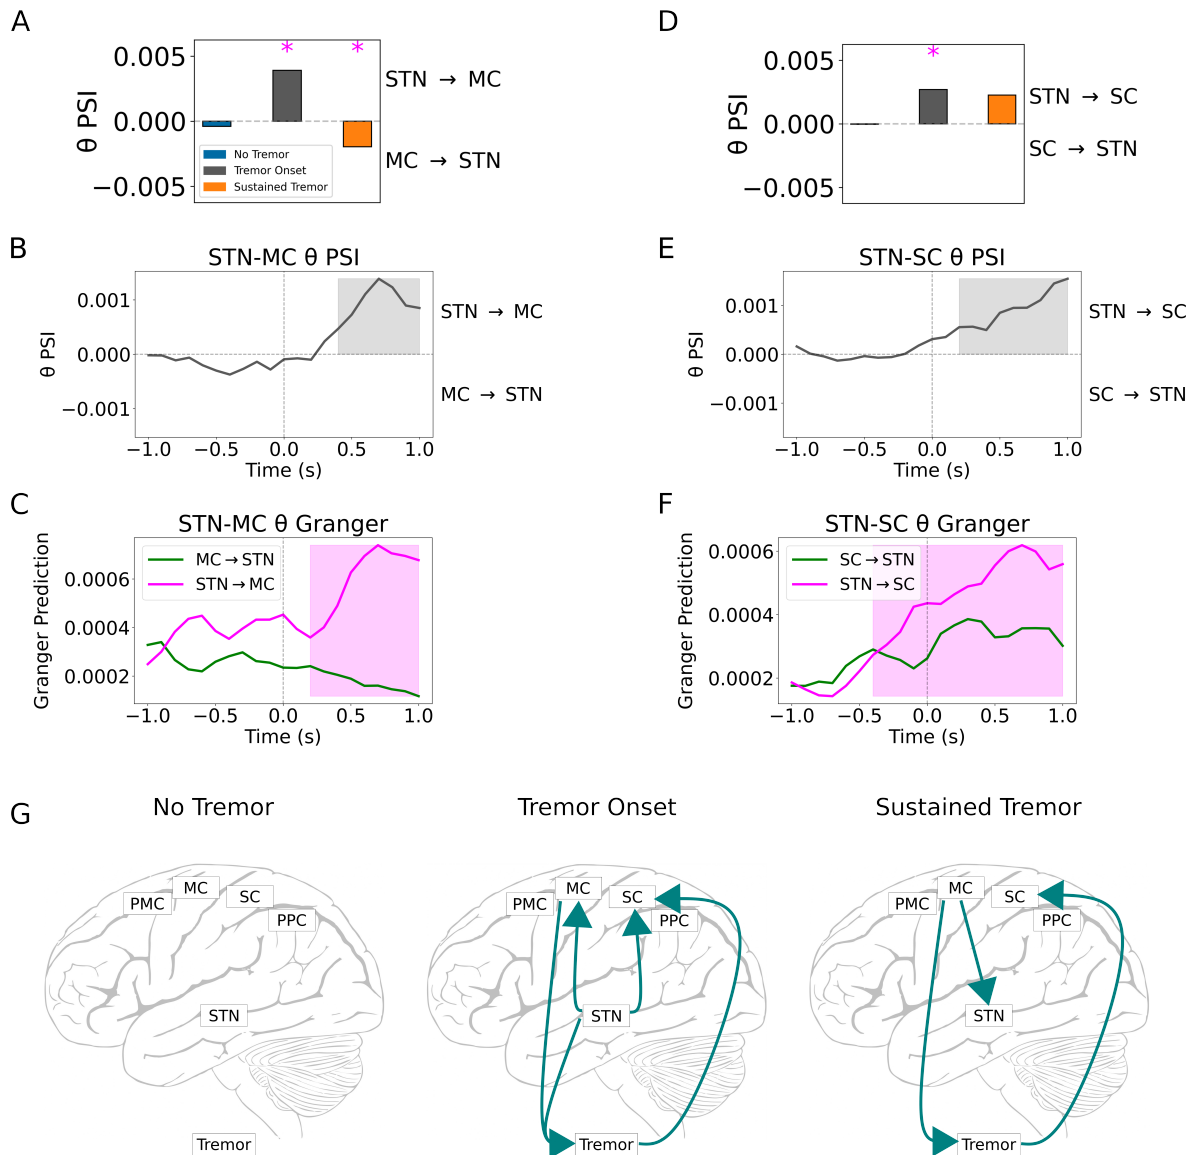 A
0.005
0.000
−0.005
θ PSI
* *
STN → MC
MC → STN
No Tremor
Tremor Onset
Sustained Tremor
D
0.005
0.000
−0.005
θ PSI
*
STN → SC
SC → STN
B
STN-MC θ PSI
0.001
0.000
−0.001
θ PSI
STN → MC
MC → STN
−1.0 −0.5 0.0 0.5 1.0
Time (s)
E
STN-SC θ PSI
0.001
0.000
−0.001
θ PSI
STN → SC
SC → STN
−1.0 −0.5 0.0 0.5 1.0
Time (s)
C
STN-MC θ Granger
MC→STN
STN→MC
0.0006
0.0004
0.0002
Granger Prediction
−1.0 −0.5 0.0 0.5 1.0
Time (s)
F
STN-SC θ Granger
SC→STN
STN→SC
0.0006
0.0004
0.0002
Granger Prediction
−1.0 −0.5 0.0 0.5 1.0
Time (s)
G
No Tremor
PMC
MC
SC
PPC
STN
Tremor
Tremor Onset
PMC
MC
SC
PPC
STN
Tremor
Sustained Tremor
PMC
MC
SC
PPC
STN
Tremor